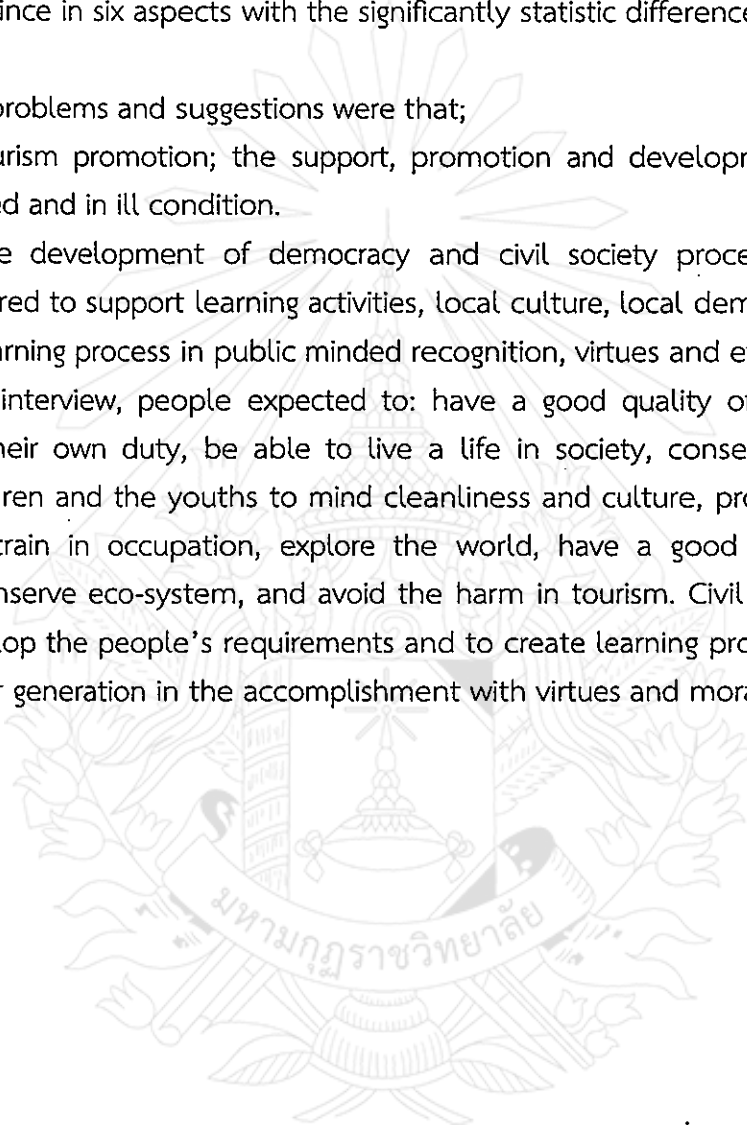 ince in six aspects with the significantly statistic difference
problems and suggestions were that;
urism promotion; the support, promotion and developr
ed and in ill condition.
e development of democracy and civil society proce
red to support learning activities, local culture, local dem
arning process in public minded recognition, virtues and e
interview, people expected to: have a good quality o
heir own duty, be able to live a life in society, conse
ren and the youths to mind cleanliness and culture, pro
train in occupation, explore the world, have a good
nserve eco-system, and avoid the harm in tourism. Civil
lop the people's requirements and to create learning pro
r generation in the accomplishment with virtues and mora
มหามกุฏราชวิทยาลัย